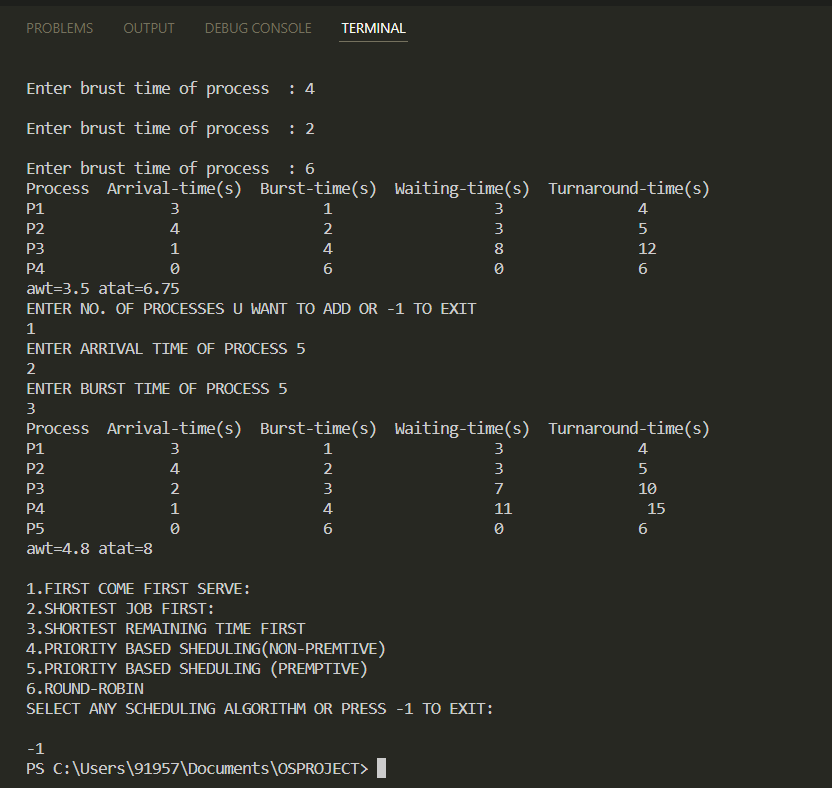 PROBLEMS OUTPUT DEBUG CONSOLE TERMINAL
Enter brust time of process : 4
Enter brust time of process : 2
Enter brust time of process : 6
Process Arrival-time(s) Burst-time(s) Waiting-time(s) Turnaround-time(s)
P1 3 1 3 4
P2 4 2 3 5
P3 1 4 8 12
P4 0 6 0 6
awt=3.5 atat=6.75
ENTER NO. OF PROCESSES U WANT TO ADD OR -1 TO EXIT
1
ENTER ARRIVAL TIME OF PROCESS 5
2
ENTER BURST TIME OF PROCESS 5
3
Process Arrival-time(s) Burst-time(s) Waiting-time(s) Turnaround-time(s)
P1 3 1 3 4
P2 4 2 3 5
P3 2 3 7 10
P4 1 4 11 15
P5 0 6 0 6
awt=4.8 atat=8
1.FIRST COME FIRST SERVE:
2.SHORTEST JOB FIRST:
3.SHORTEST REMAINING TIME FIRST
4.PRIORITY BASED SHEDULING(NON-PREMTIVE)
5.PRIORITY BASED SHEDULING (PREMPTIVE)
6.ROUND-ROBIN
SELECT ANY SCHEDULING ALGORITHM OR PRESS -1 TO EXIT:
-1
PS C:\Users\91957\Documents\OSPROJECT>